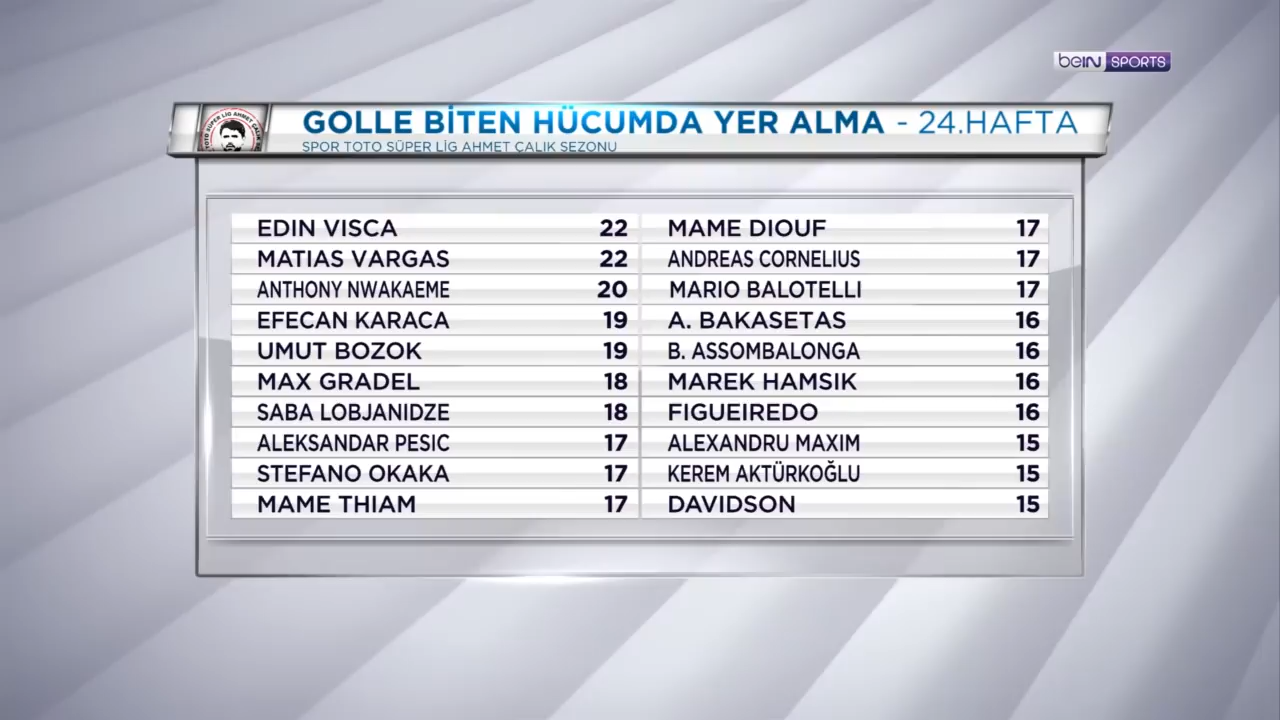 beIN SPORTS
GOLLE BİTEN HÜCUMDA YER ALMA - 24.HAFTA
SPOR TOTO SÜPER LİG AHMET ÇALIK SEZONU
EDIN VISCA 22
MATIAS VARGAS 22
ANTHONY NWAKAEME 20
EFECAN KARACA 19
UMUT BOZOK 19
MAX GRADEL 18
SABA LOBJANIDZE 18
ALEKSANDAR PESIC 17
STEFANO OKAKA 17
MAME THIAM 17
MAME DIOUF 17
ANDREAS CORNELIUS 17
MARIO BALOTELLI 17
A. BAKASETAS 16
B. ASSOMBALONGA 16
MAREK HAMSIK 16
FIGUEIREDO 16
ALEXANDRU MAXIM 15
KEREM AKTÜRKOĞLU 15
DAVIDSON 15